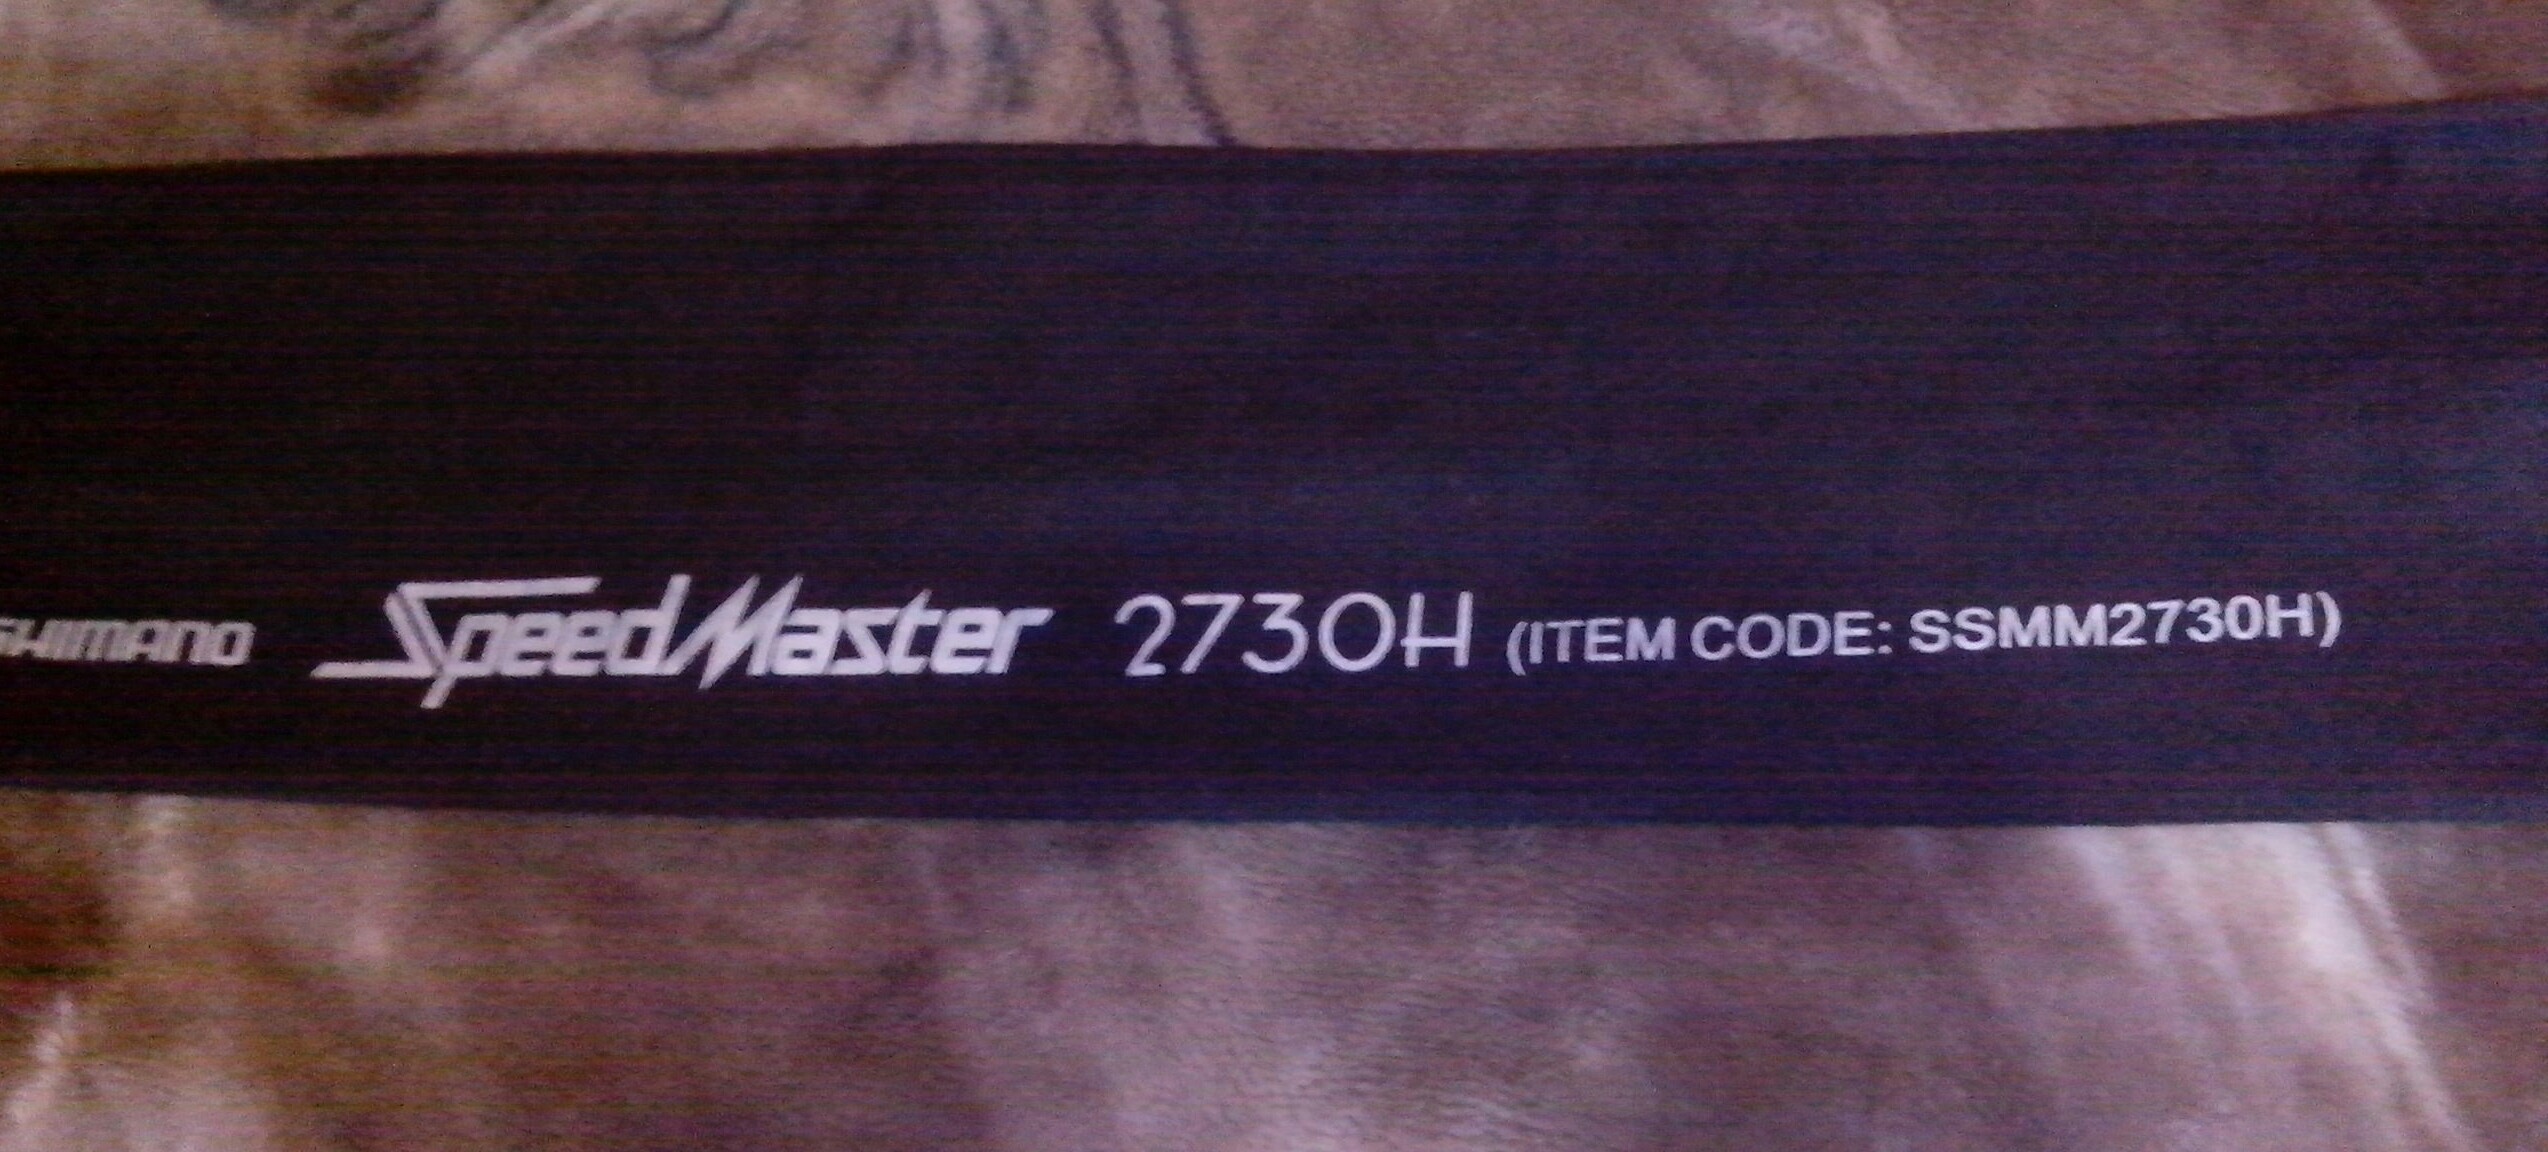 SHIMANO SpeedMaster 2730H (ITEM CODE: SSMM2730H)